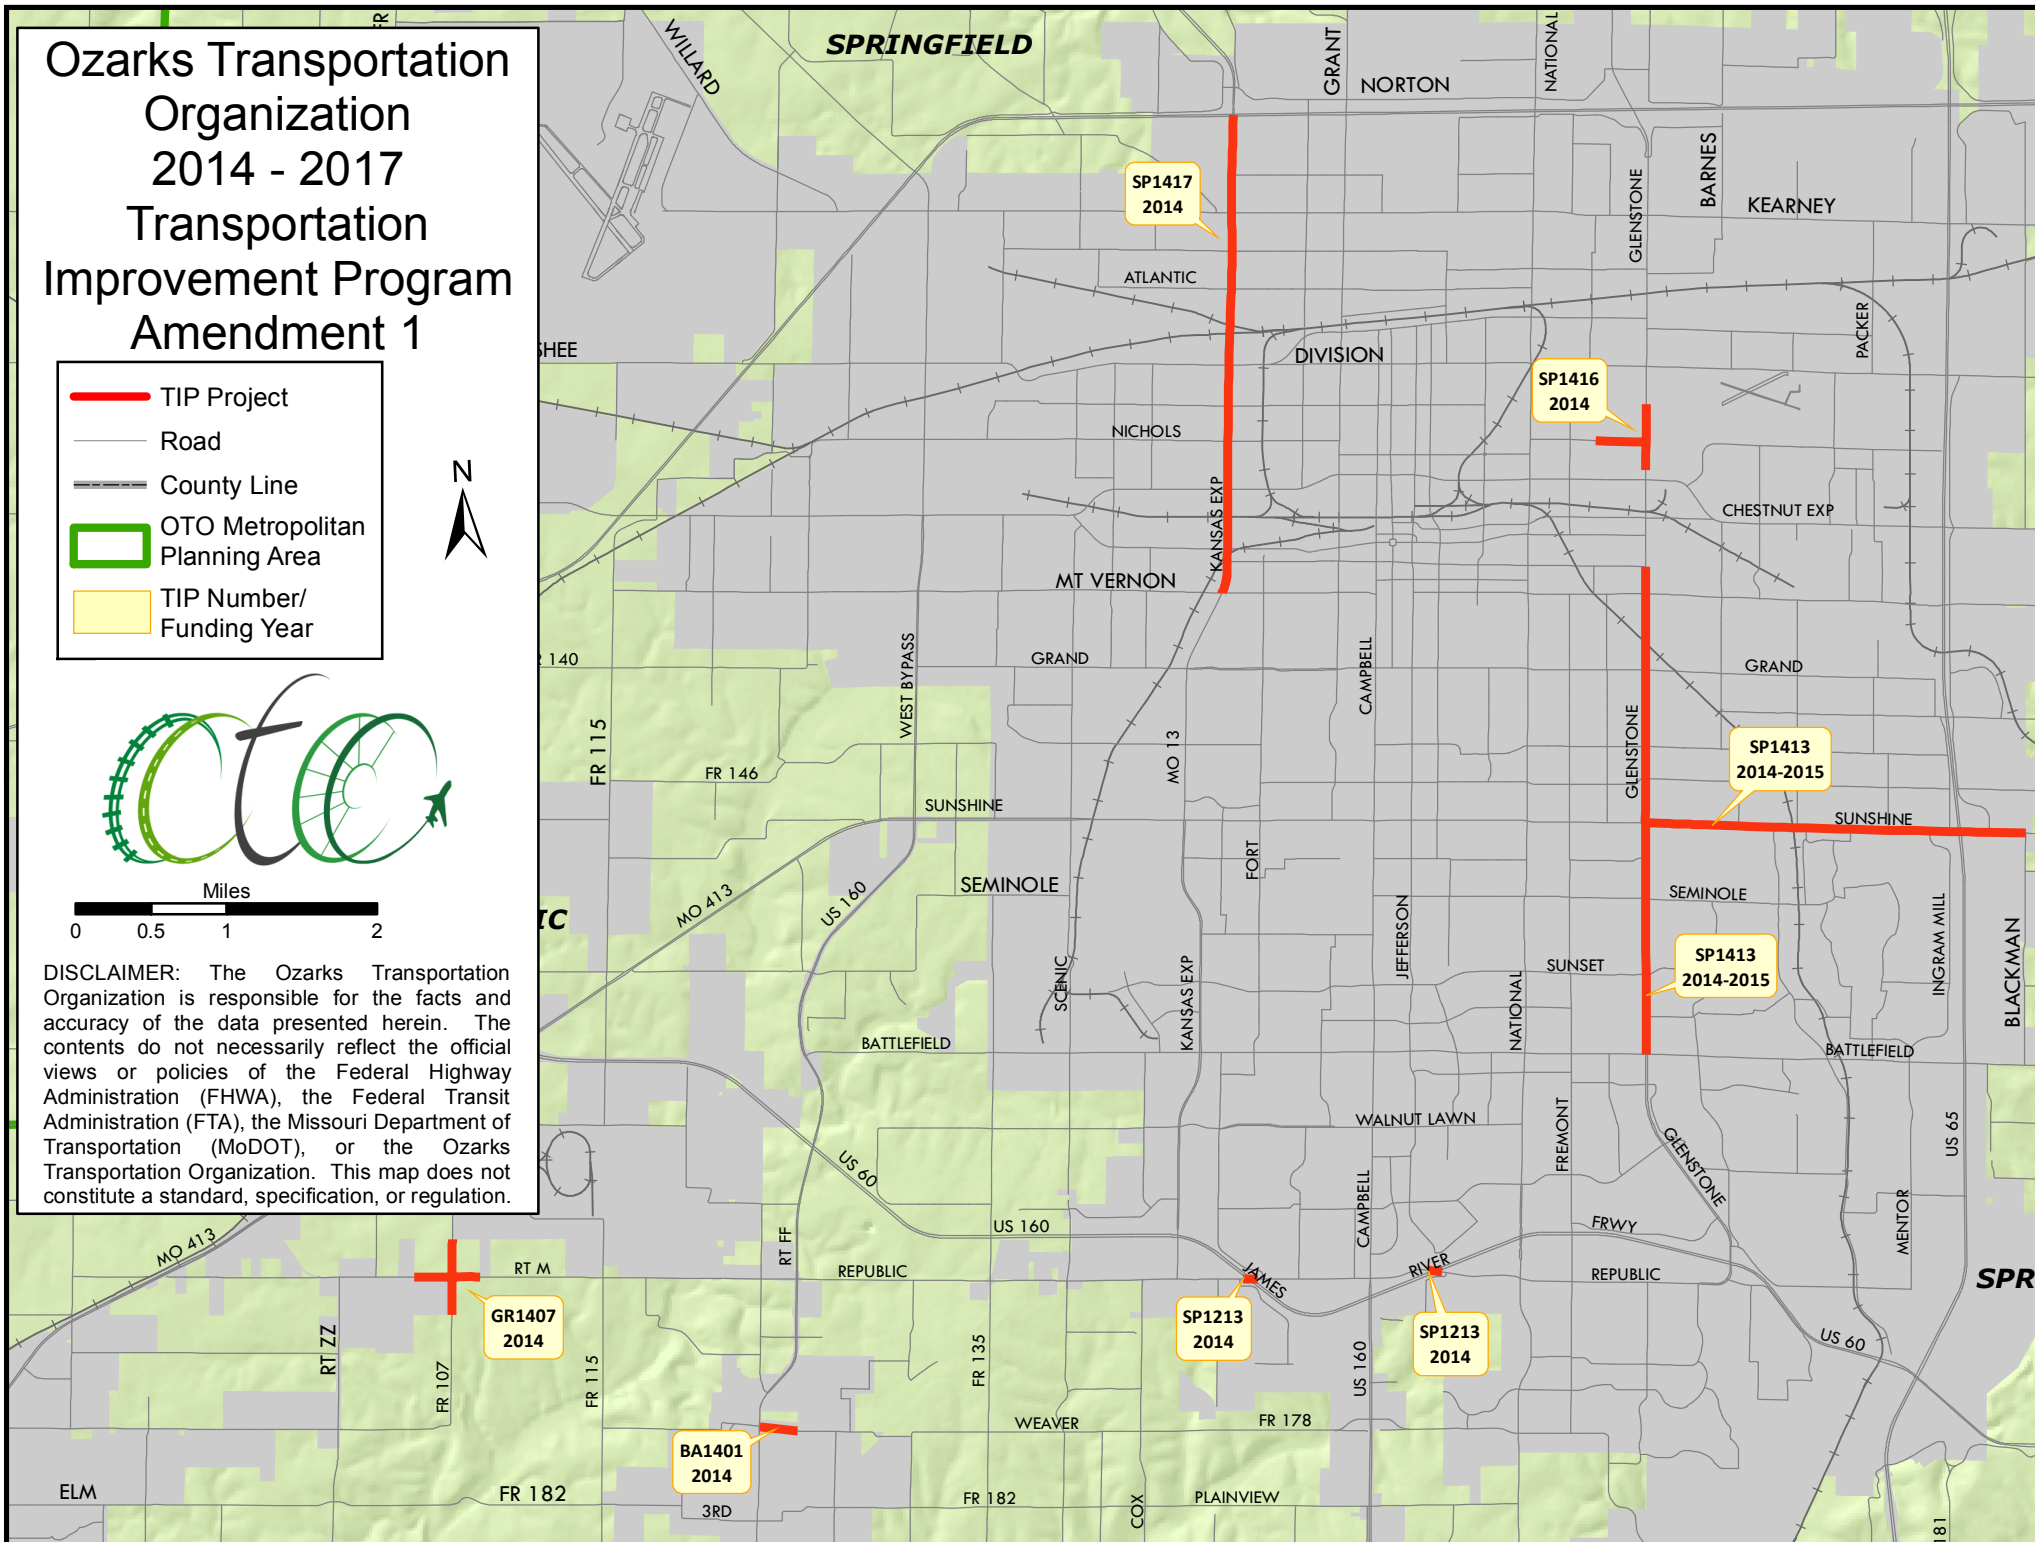 Ozarks Transportation
Organization
2014 - 2017
Transportation
Improvement Program
Amendment 1
TIP Project
Road
County Line
OTO Metropolitan
Planning Area
TIP Number/
Funding Year
N
oto
Miles
0 0.5 1 2
DISCLAIMER: The Ozarks Transportation
Organization is responsible for the facts and
accuracy of the data presented herein. The
contents do not necessarily reflect the official
views or policies of the Federal Highway
Administration (FHWA), the Federal Transit
Administration (FTA), the Missouri Department of
Transportation (MoDOT), or the Ozarks
Transportation Organization. This map does not
constitute a standard, specification, or regulation.
FR
WILLARD
SPRINGFIELD
GRANT
NORTON
NATIONAL
BARNES
GLENSTONE
KEARNEY
SP1417
2014
ATLANTIC
SHEE
DIVISION
PACKER
SP1416
2014
NICHOLS
KANSAS EXP
CHESTNUT EXP
MT VERNON
R 140
GRAND
WEST BYPASS
CAMPBELL
GRAND
FR 115
FR 146
MO 13
GLENSTONE
SP1413
2014-2015
SUNSHINE
SUNSHINE
FORT
SEMINOLE
MO 413
US 160
IC
JEFFERSON
SEMINOLE
INGRAM MILL
BLACKMAN
SCENIC
KANSAS EXP
NATIONAL
SUNSET
SP1413
2014-2015
BATTLEFIELD
BATTLEFIELD
WALNUT LAWN
FREMONT
GLENSTONE
US 65
US 60
MENTOR
CAMPBELL
MO 413
RT FF
US 160
FRWY
RT M
REPUBLIC
JAMES
RIVER
REPUBLIC
SPR
GR1407
2014
SP1213
2014
SP1213
2014
US 60
RT ZZ
FR 107
FR 115
FR 135
US 160
WEAVER
FR 178
BA1401
2014
ELM
FR 182
3RD
FR 182
COX
PLAINVIEW
181